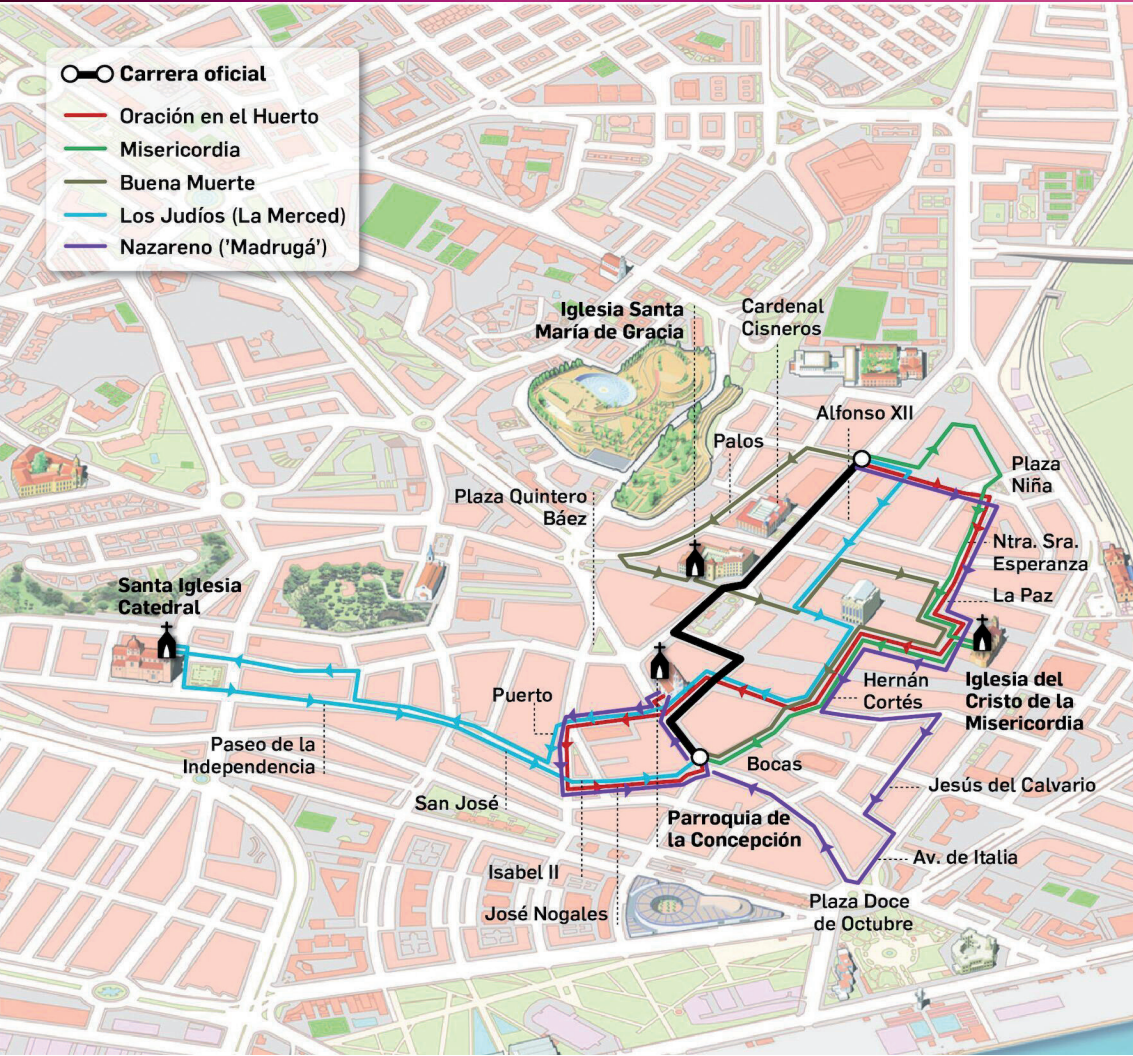 Carrera oficial
Oración en el Huerto
Misericordia
Buena Muerte
Los Judíos (La Merced)
Nazareno ('Madrugá')
Iglesia Santa
María de Gracia
Cardenal
Cisneros
Alfonso XII
Palos
Plaza
Niña
Plaza Quintero
Báez
Ntra. Sra.
Esperanza
La Paz
Santa Iglesia
Catedral
Iglesia del
Cristo de la
Misericordia
Hernán
Cortés
Puerto
Paseo de la
Independencia
Bocas
San José
Jesús del Calvario
Parroquia de
la Concepción
Av. de Italia
Isabel II
José Nogales
Plaza Doce
de Octubre